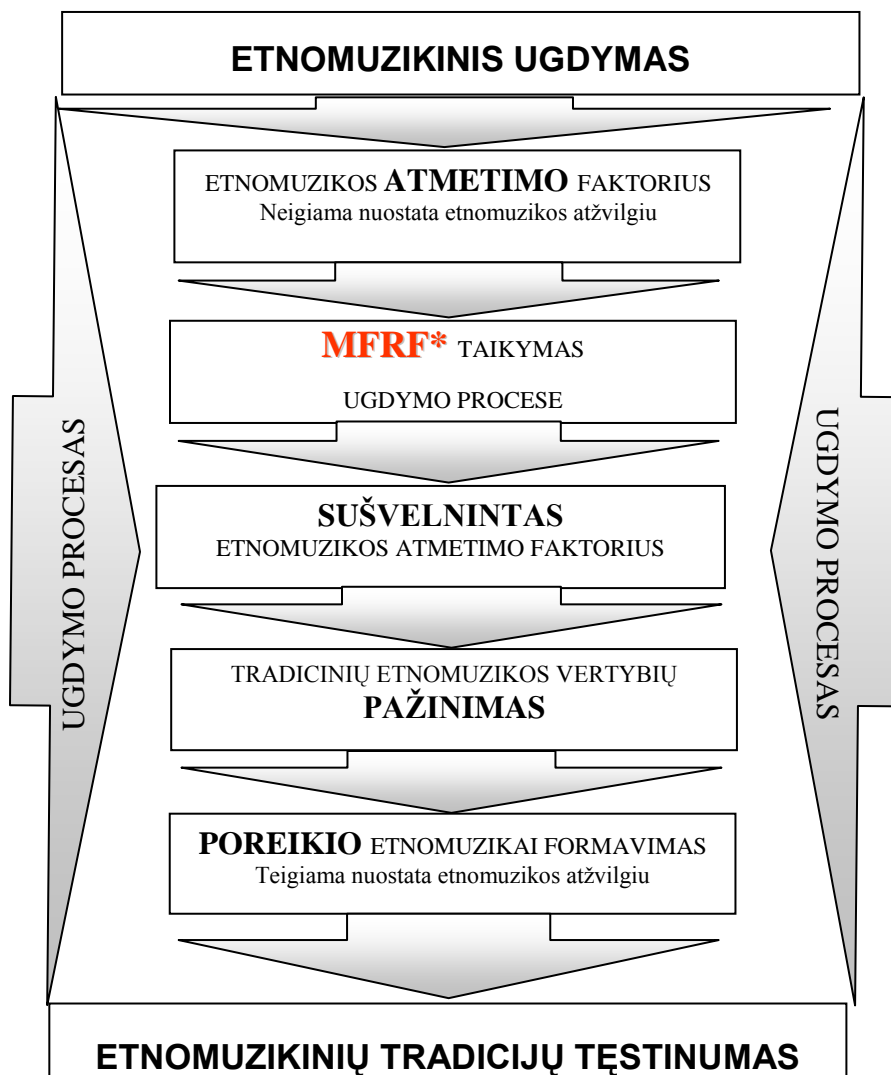 ETNOMUZIKINIS UGDYMAS
ETNOMUZIKOS ATMETIMO FAKTORIUS
Neigiama nuostata etnomuzikos atžvilgiu
MFRF* TAIKYMAS
UGDYMO PROCESE
SUŠVELNINTAS
ETNOMUZIKOS ATMETIMO FAKTORIUS
TRADICINIŲ ETNOMUZIKOS VERTYBIŲ
PAŽINIMAS
POREIKIO ETNOMUZIKAI FORMAVIMAS
Teigiama nuostata etnomuzikos atžvilgiu
UGDYMO PROCESAS
UGDYMO PROCESAS
ETNOMUZIKINIŲ TRADICIJŲ TĘSTINUMAS